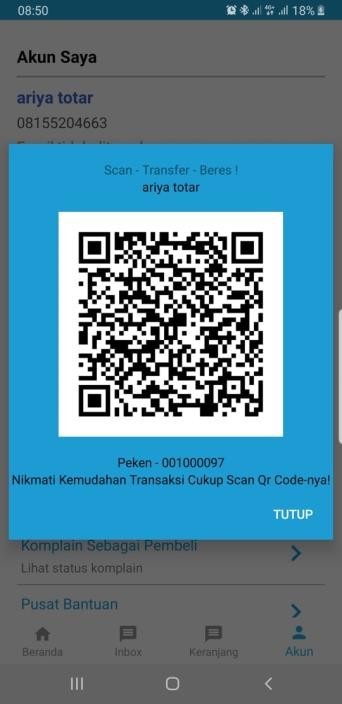 08:50
4G
18%
Akun Saya
ariya totar
08155204663
Scan - Transfer - Beres !
ariya totar
Peken - 001000097
Nikmati Kemudahan Transaksi Cukup Scan Qr Code-nya!
TUTUP
Komplain Sebagai Pembeli
Lihat status komplain
Pusat Bantuan
Beranda
Inbox
Keranjang
Akun